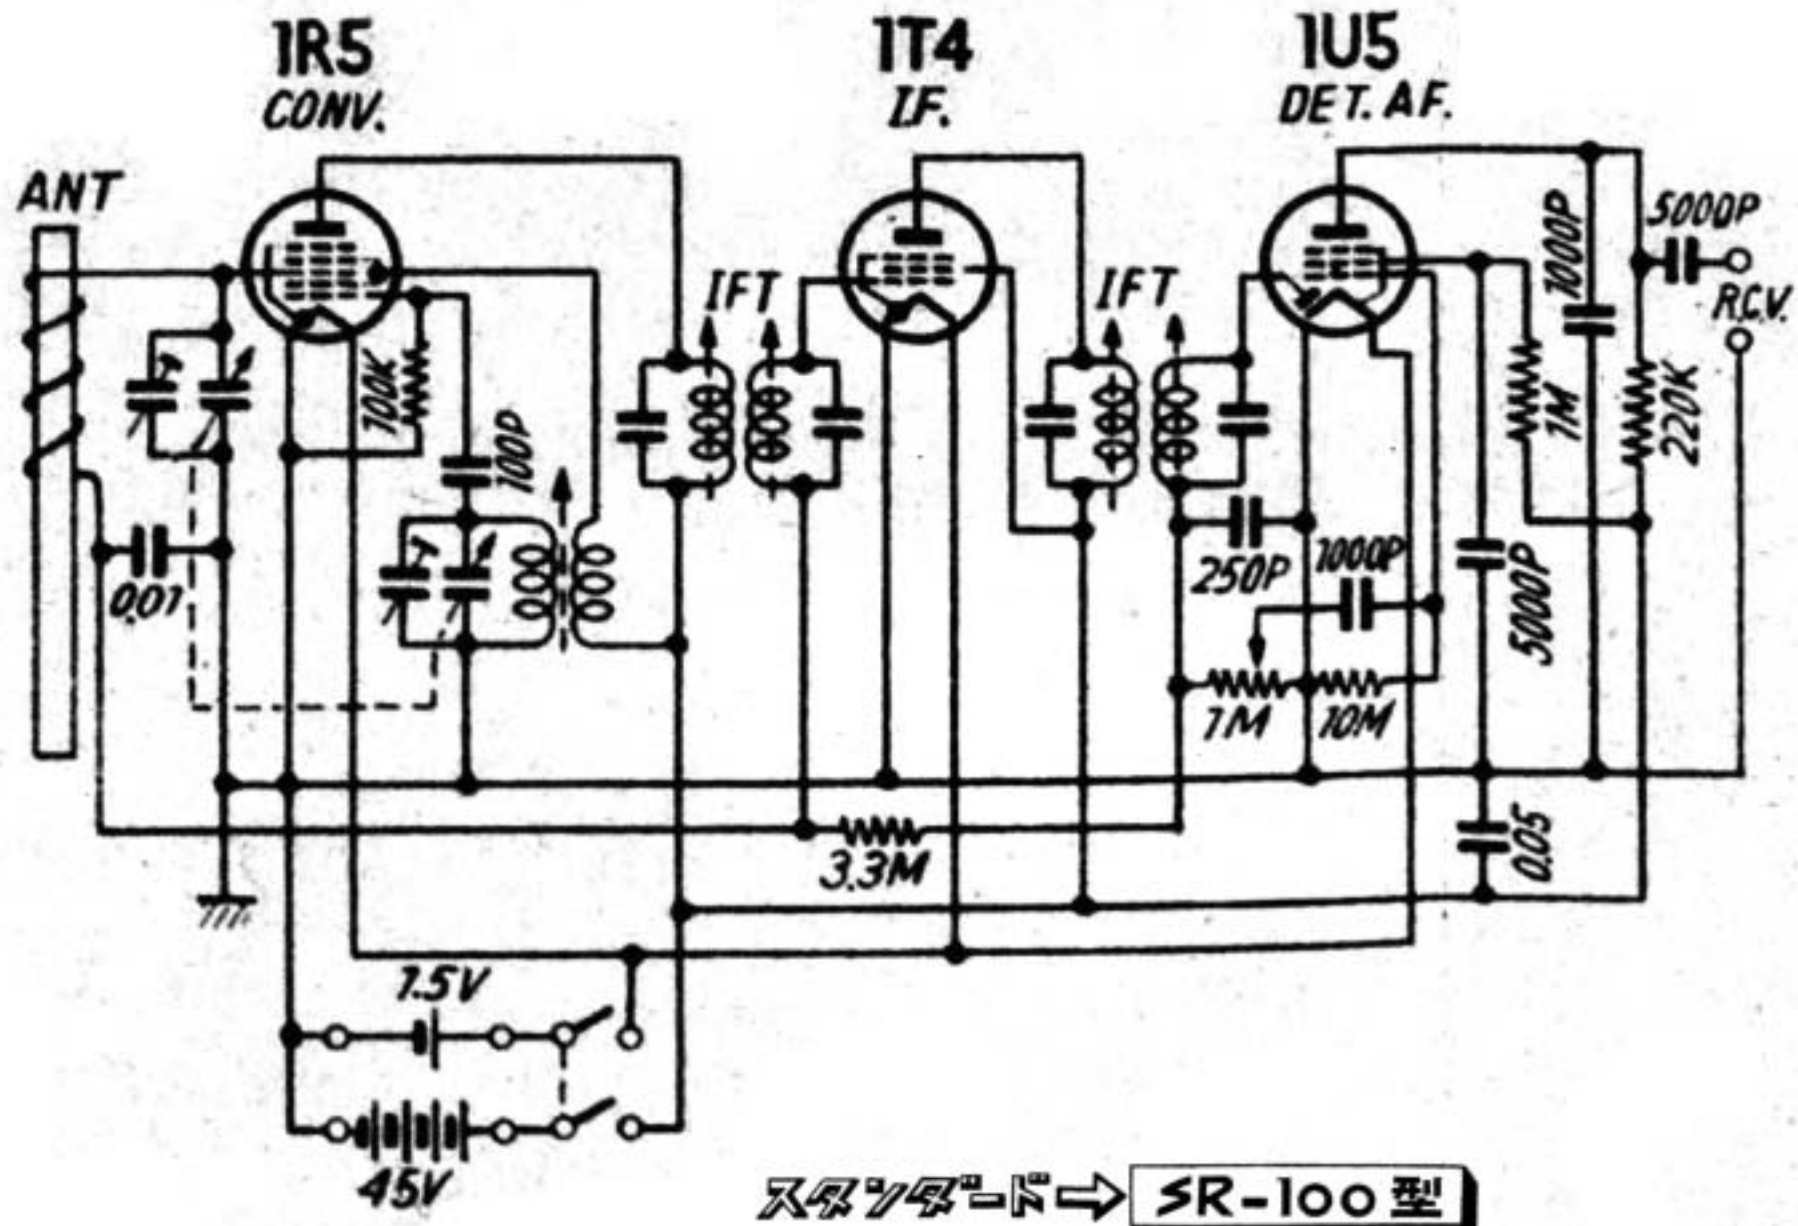 1R5
CONV.
1T4
I.F.
1U5
DET. AF.
ANT
5000P
1000P
R.C.V.
IFT
IFT
100K
1M
220K
100P
250P
1000P
5000P
0.01
1M
10M
3.3M
0.05
1.5V
45V
スタンダード⇨ SR-100型